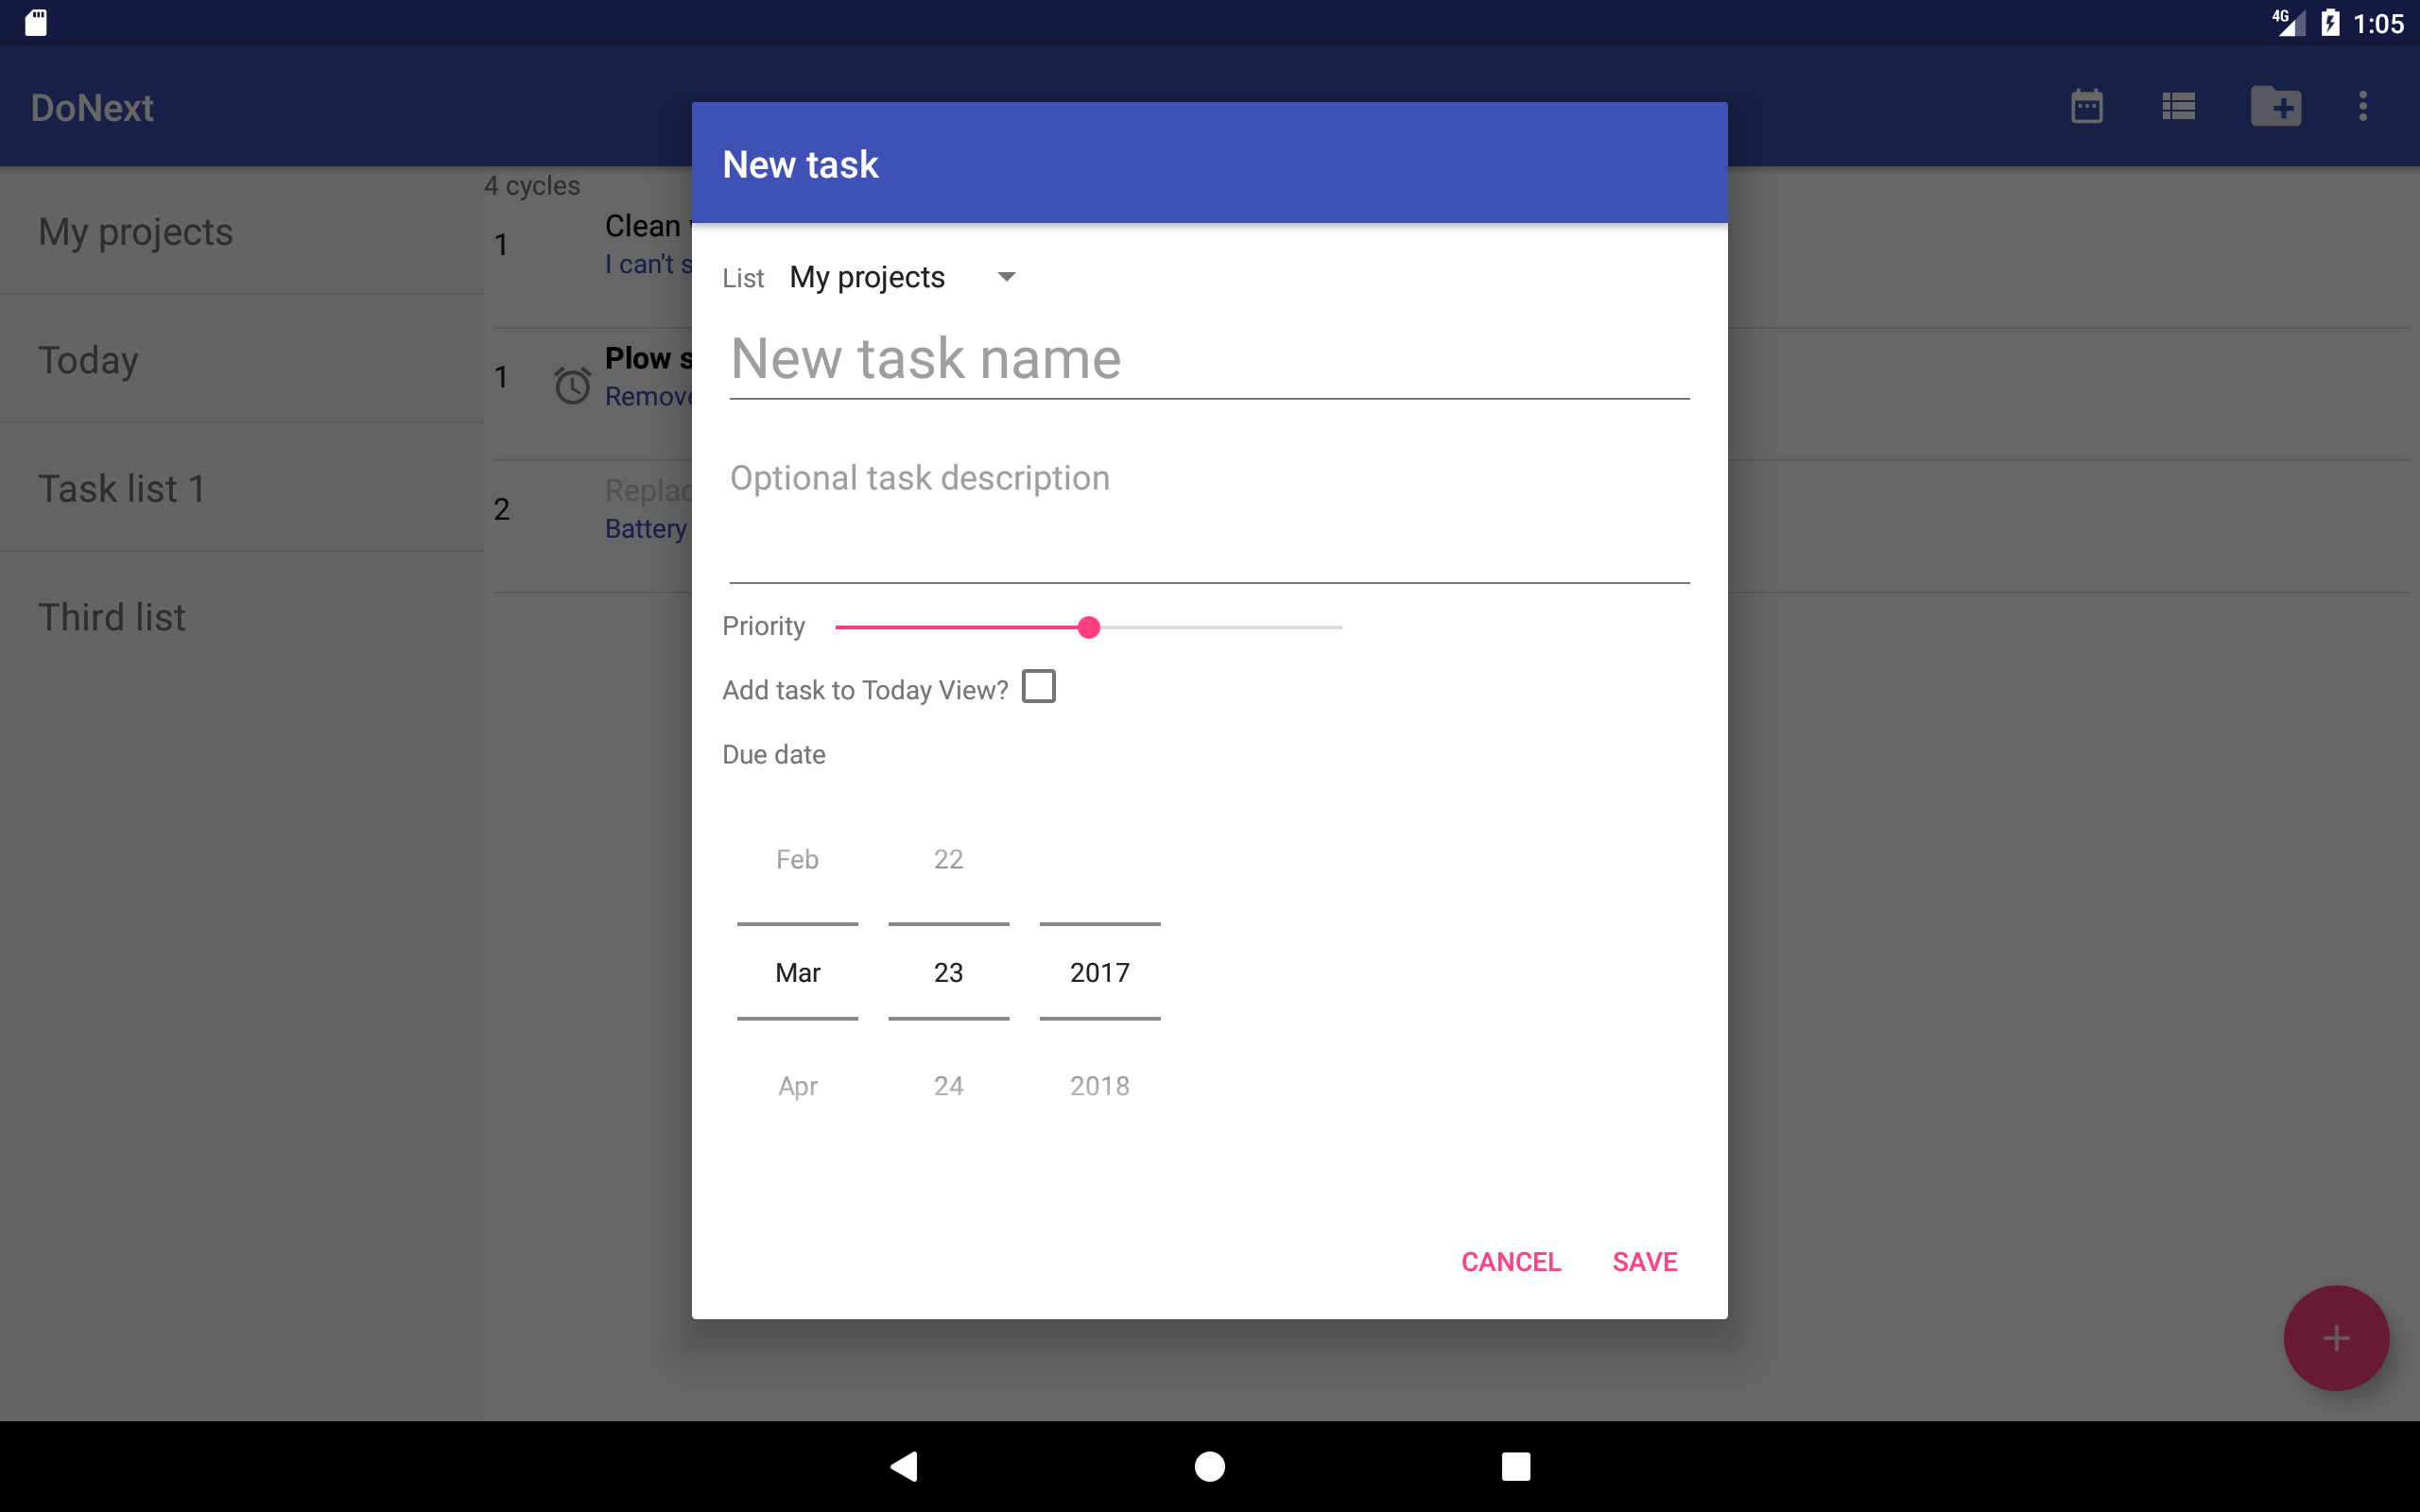 4G 1:05
DoNext
My projects
Today
Task list 1
Third list
4 cycles
1
Clean
I can't s
1
Plow s
Remove
2
Replac
Battery
New task
List My projects
New task name
Optional task description
Priority
Add task to Today View?
Due date
Feb 22
Mar 23 2017
Apr 24 2018
CANCEL SAVE